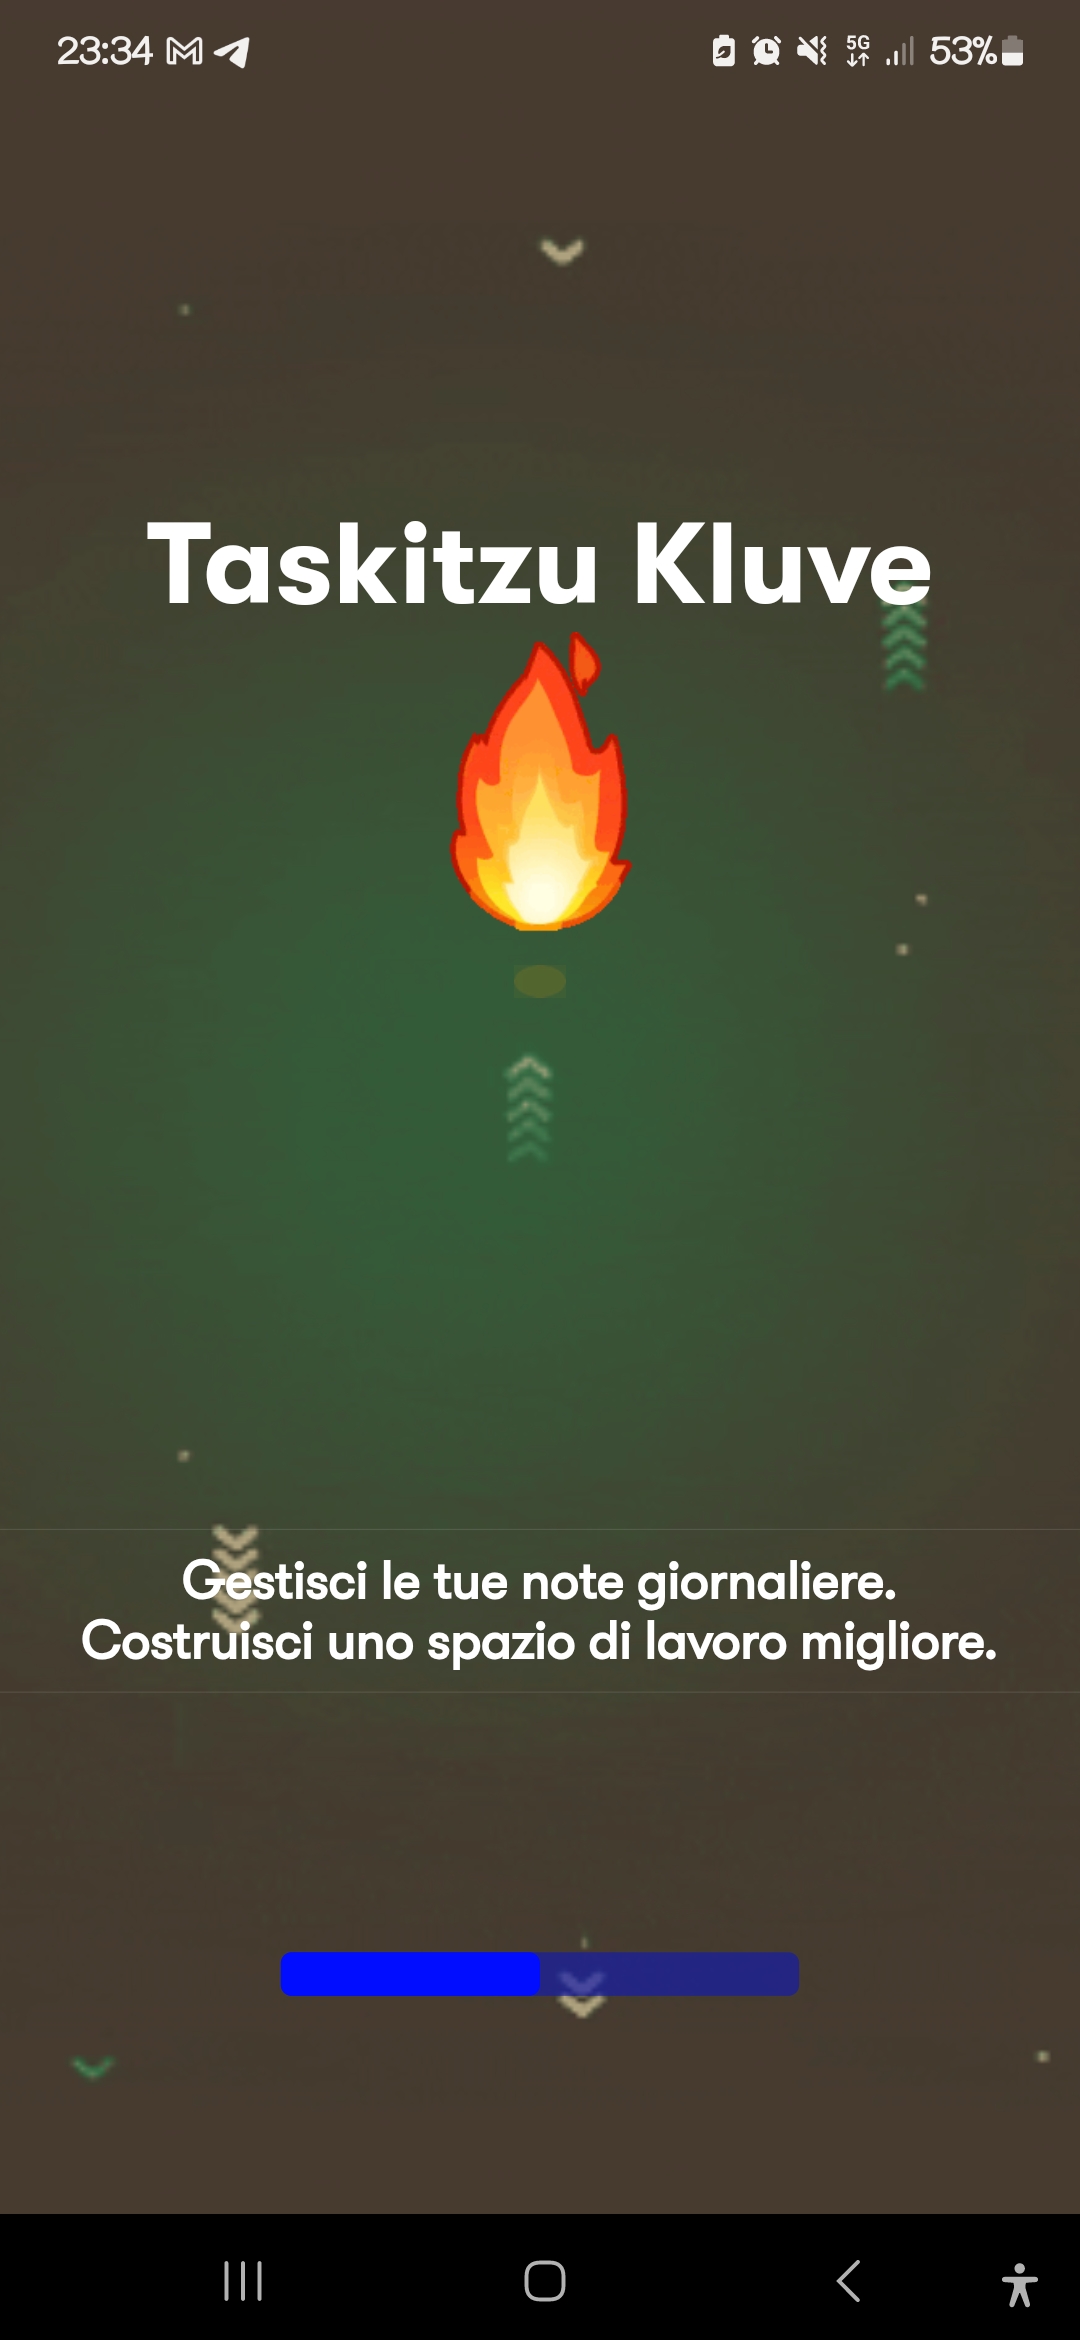 23:34
5G
53%
Taskitzu Kluve
Gestisci le tue note giornaliere.
Costruisci uno spazio di lavoro migliore.